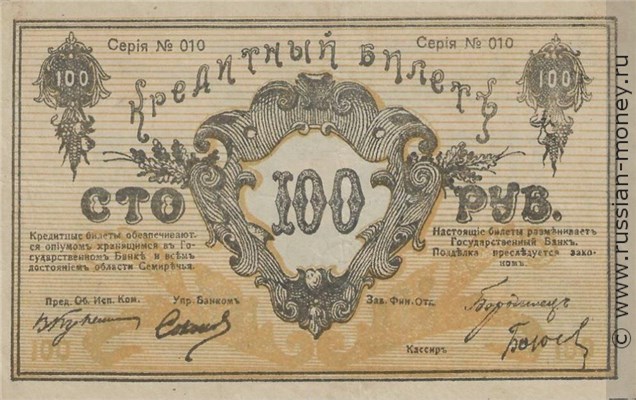 Серія № 010
Серія № 010
100
Кредитный билетъ
100
СТО 100 РУБ.
Кредитные билеты обезпечивают-
ся опіумомъ хранящимся въ Го-
сударственномъ Банкѣ и всѣмъ
достояніемъ области Семирѣчья.
Настоящіе билеты размѣниваетъ
Государственный Банкъ.
Поддѣлка преслѣдуется зако-
номъ.
Пред. Об. Исп. Ком.
Упр. Банкомъ
Зав. Фин. Отг.
Кассиръ
100
100
© www.russian-money.ru